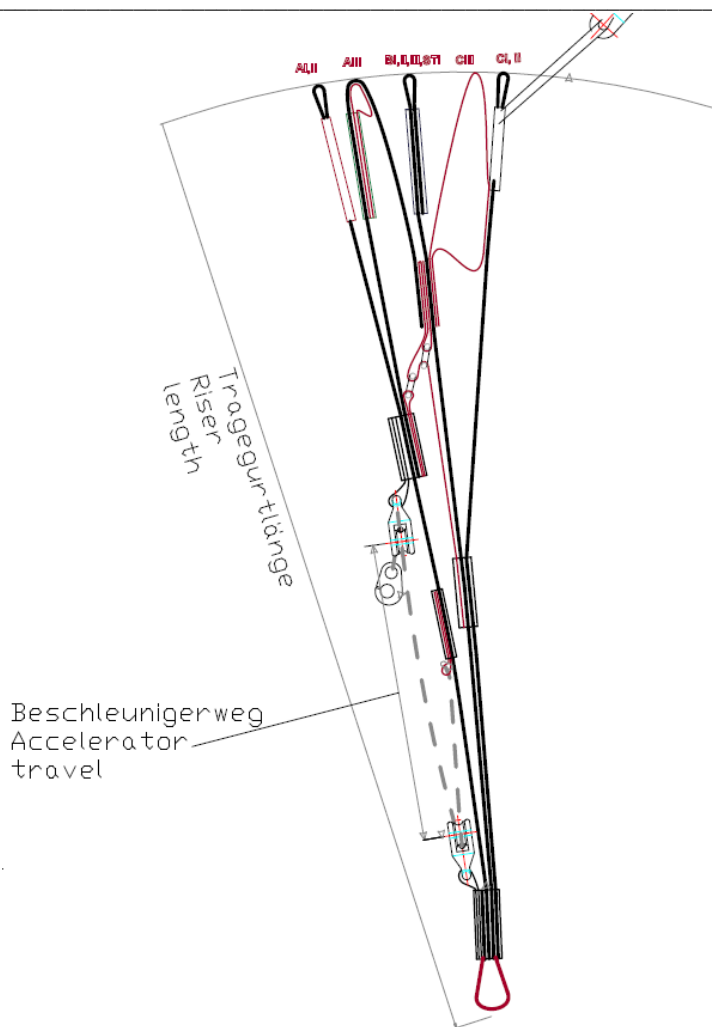 AI,II
AIII
BI,II,III,STI
CIII
CI, II
Tragegurtlänge
Riser
length
Beschleunigerweg
Accelerator
travel